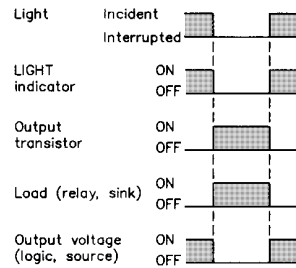 Light Incident
Interrupted
LIGHT ON
indicator OFF
Output ON
transistor OFF
Load (relay, sink) ON
OFF
Output voltage ON
(logic, source) OFF